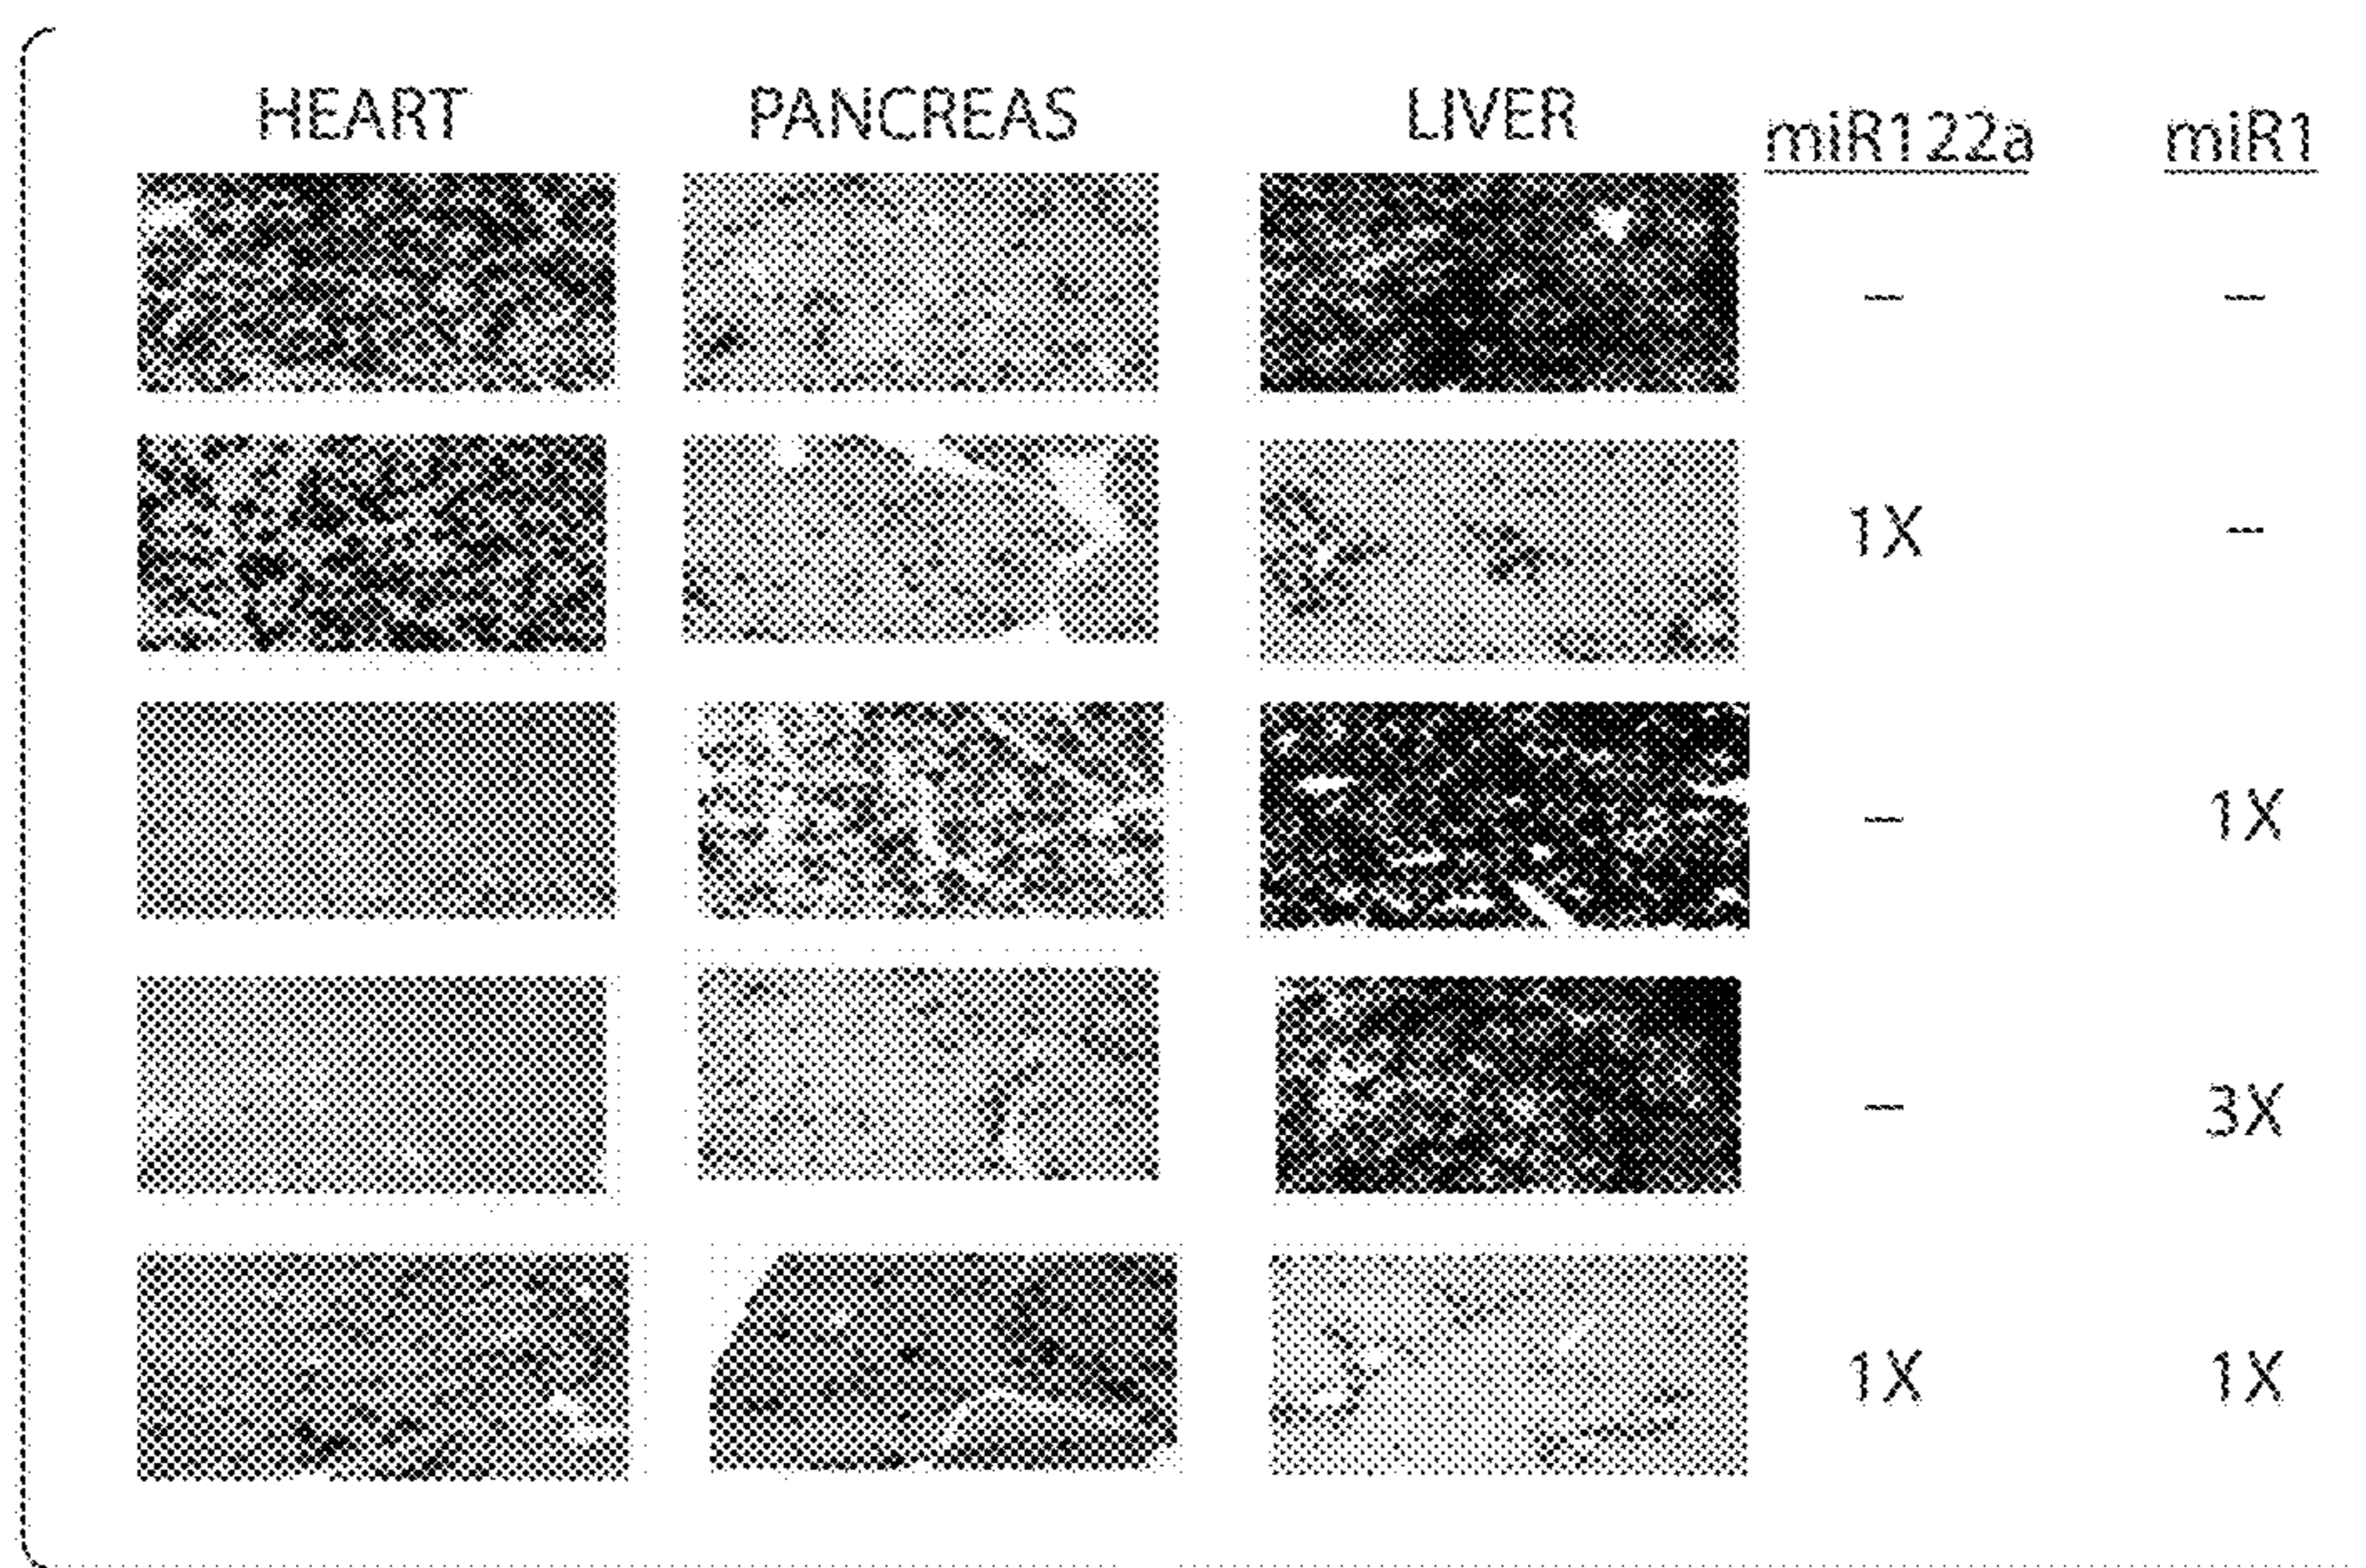 HEART PANCREAS LIVER miR122a miR1
– –
1X –
– 1X
– 3X
1X 1X